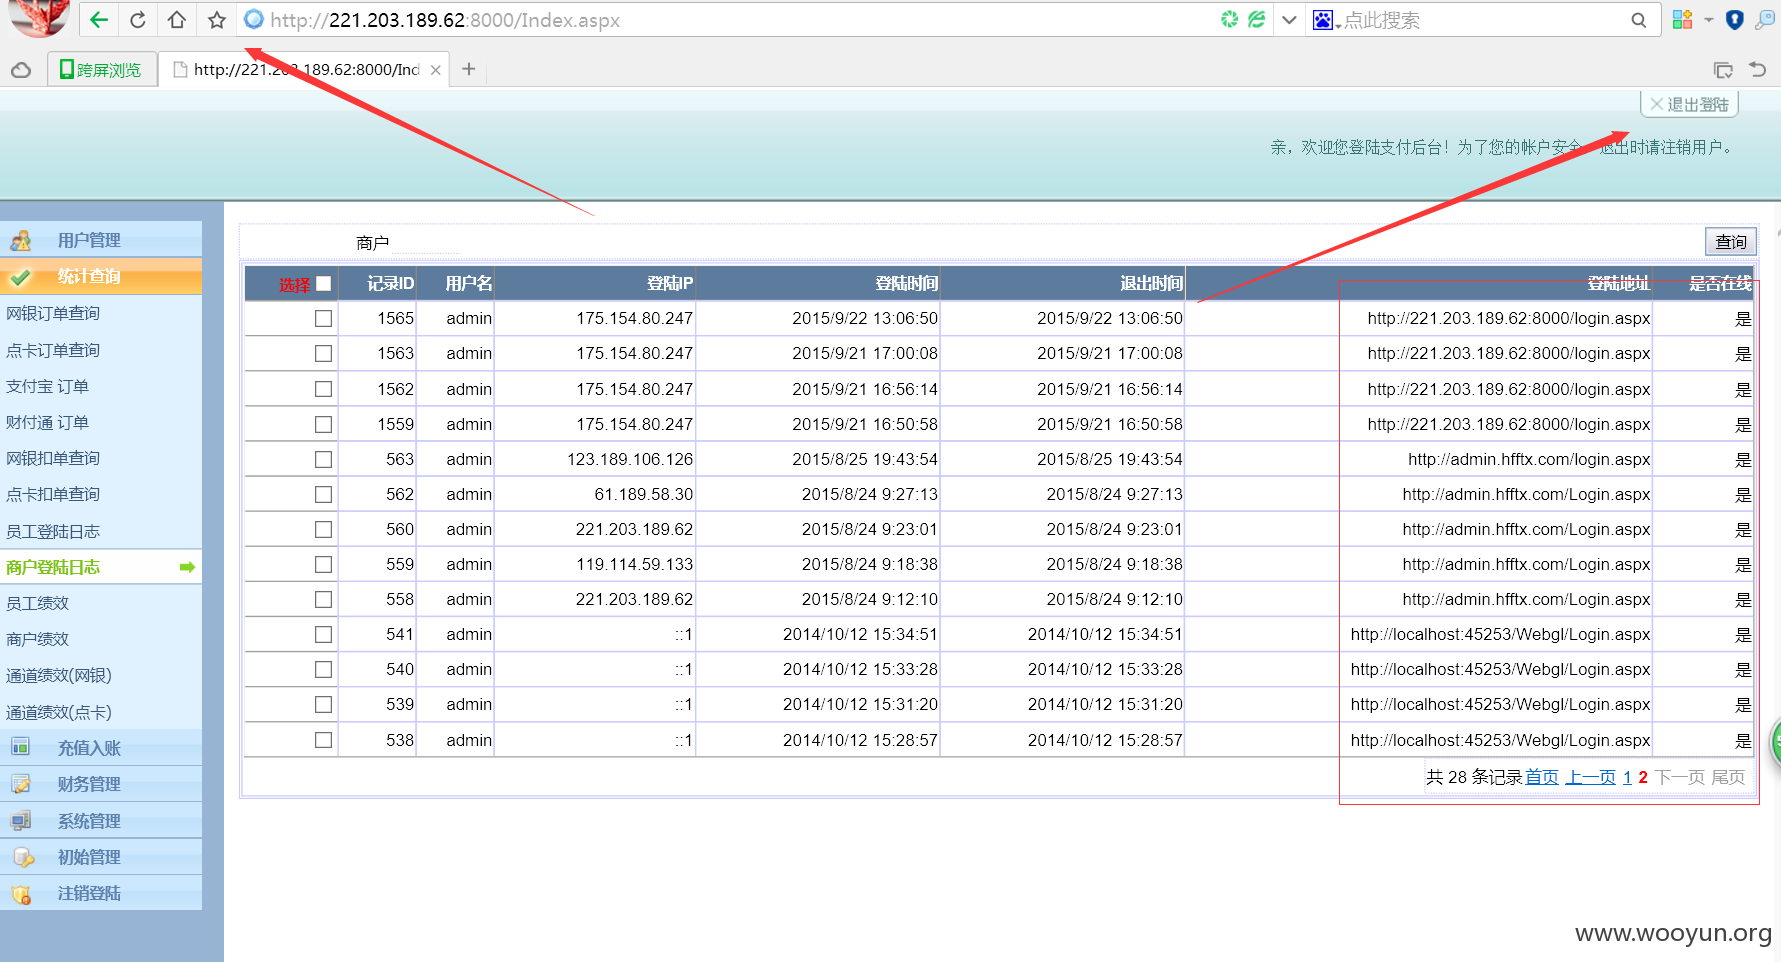 http://221.203.189.62:8000/Index.aspx
点此搜索
跨屏浏览
http://221.203.189.62:8000/Ind
退出登陆
亲，欢迎您登陆支付后台！为了您的帐户安全 退出时请注销用户。
用户管理
统计查询
网银订单查询
点卡订单查询
支付宝 订单
财付通 订单
网银扣单查询
点卡扣单查询
员工登陆日志
商户登陆日志
员工绩效
商户绩效
通道绩效(网银)
通道绩效(点卡)
充值入账
财务管理
系统管理
初始管理
注销登陆
商户
查询
选择 记录ID 用户名 登陆IP 登陆时间 退出时间 登陆地址 是否在线
1565 admin 175.154.80.247 2015/9/22 13:06:50 2015/9/22 13:06:50 http://221.203.189.62:8000/login.aspx 是
1563 admin 175.154.80.247 2015/9/21 17:00:08 2015/9/21 17:00:08 http://221.203.189.62:8000/login.aspx 是
1562 admin 175.154.80.247 2015/9/21 16:56:14 2015/9/21 16:56:14 http://221.203.189.62:8000/login.aspx 是
1559 admin 175.154.80.247 2015/9/21 16:50:58 2015/9/21 16:50:58 http://221.203.189.62:8000/login.aspx 是
563 admin 123.189.106.126 2015/8/25 19:43:54 2015/8/25 19:43:54 http://admin.hfftx.com/login.aspx 是
562 admin 61.189.58.30 2015/8/24 9:27:13 2015/8/24 9:27:13 http://admin.hfftx.com/Login.aspx 是
560 admin 221.203.189.62 2015/8/24 9:23:01 2015/8/24 9:23:01 http://admin.hfftx.com/Login.aspx 是
559 admin 119.114.59.133 2015/8/24 9:18:38 2015/8/24 9:18:38 http://admin.hfftx.com/Login.aspx 是
558 admin 221.203.189.62 2015/8/24 9:12:10 2015/8/24 9:12:10 http://admin.hfftx.com/Login.aspx 是
541 admin ::1 2014/10/12 15:34:51 2014/10/12 15:34:51 http://localhost:45253/Webgl/Login.aspx 是
540 admin ::1 2014/10/12 15:33:28 2014/10/12 15:33:28 http://localhost:45253/Webgl/Login.aspx 是
539 admin ::1 2014/10/12 15:31:20 2014/10/12 15:31:20 http://localhost:45253/Webgl/Login.aspx 是
538 admin ::1 2014/10/12 15:28:57 2014/10/12 15:28:57 http://localhost:45253/Webgl/Login.aspx 是
共 28 条记录 首页 上一页 1 2 下一页 尾页
www.wooyun.org